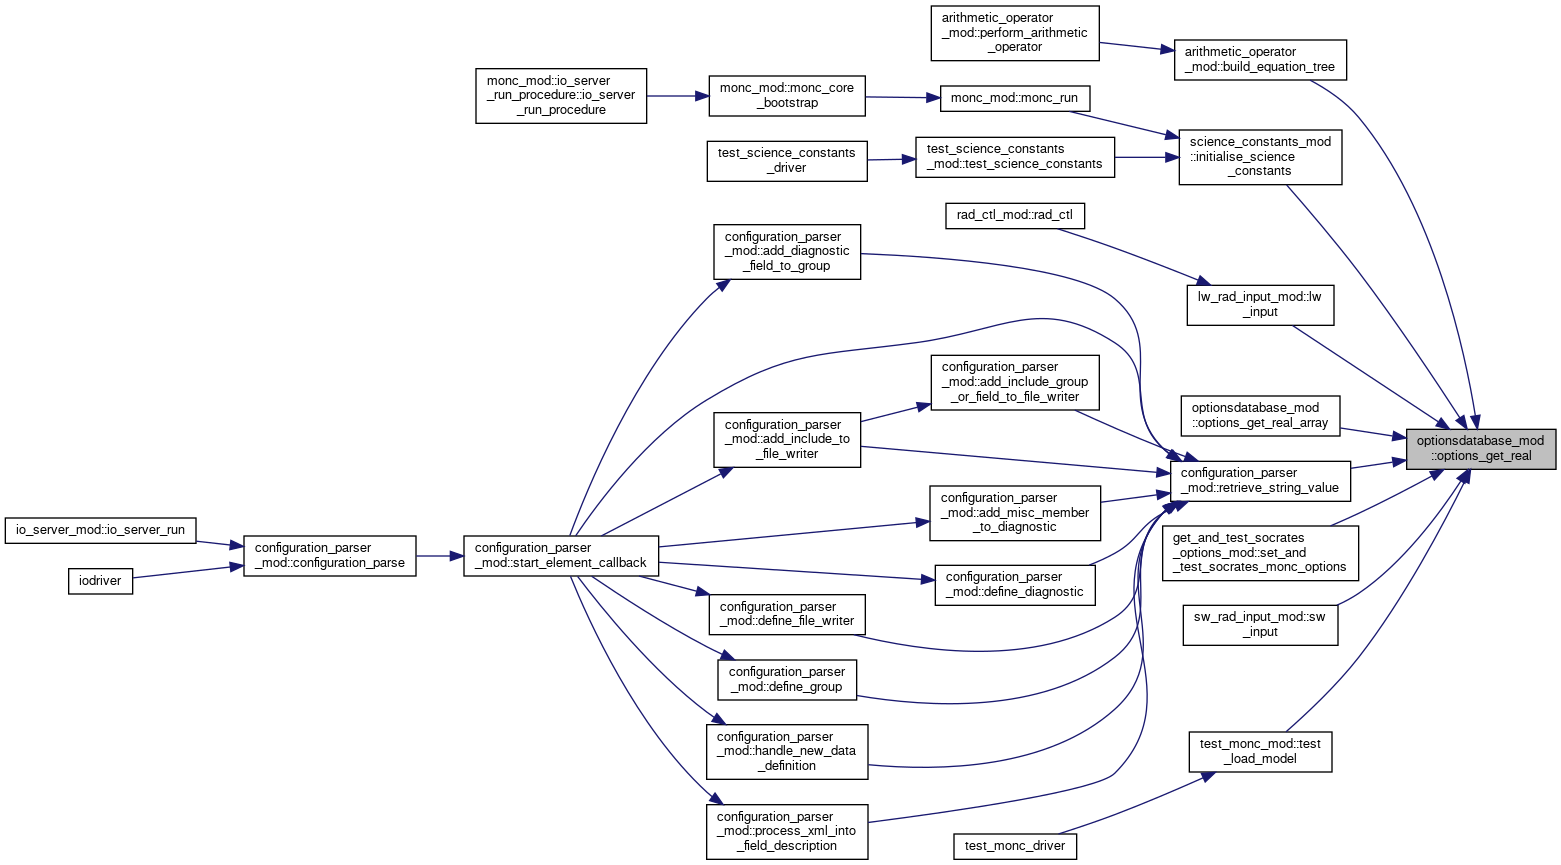 arithmetic_operator
_mod::perform_arithmetic
_operator
arithmetic_operator
_mod::build_equation_tree
monc_mod::io_server
_run_procedure::io_server
_run_procedure
monc_mod::monc_core
_bootstrap
monc_mod::monc_run
science_constants_mod
::initialise_science
_constants
test_science_constants
_driver
test_science_constants
_mod::test_science_constants
rad_ctl_mod::rad_ctl
configuration_parser
_mod::add_diagnostic
_field_to_group
lw_rad_input_mod::lw
_input
configuration_parser
_mod::add_include_group
_or_field_to_file_writer
optionsdatabase_mod
::options_get_real_array
configuration_parser
_mod::add_include_to
_file_writer
optionsdatabase_mod
::options_get_real
configuration_parser
_mod::retrieve_string_value
configuration_parser
_mod::add_misc_member
_to_diagnostic
io_server_mod::io_server_run
configuration_parser
_mod::configuration_parse
configuration_parser
_mod::start_element_callback
get_and_test_socrates
_options_mod::set_and
_test_socrates_monc_options
iodriver
configuration_parser
_mod::define_diagnostic
configuration_parser
_mod::define_file_writer
sw_rad_input_mod::sw
_input
configuration_parser
_mod::define_group
configuration_parser
_mod::handle_new_data
_definition
test_monc_mod::test
_load_model
configuration_parser
_mod::process_xml_into
_field_description
test_monc_driver